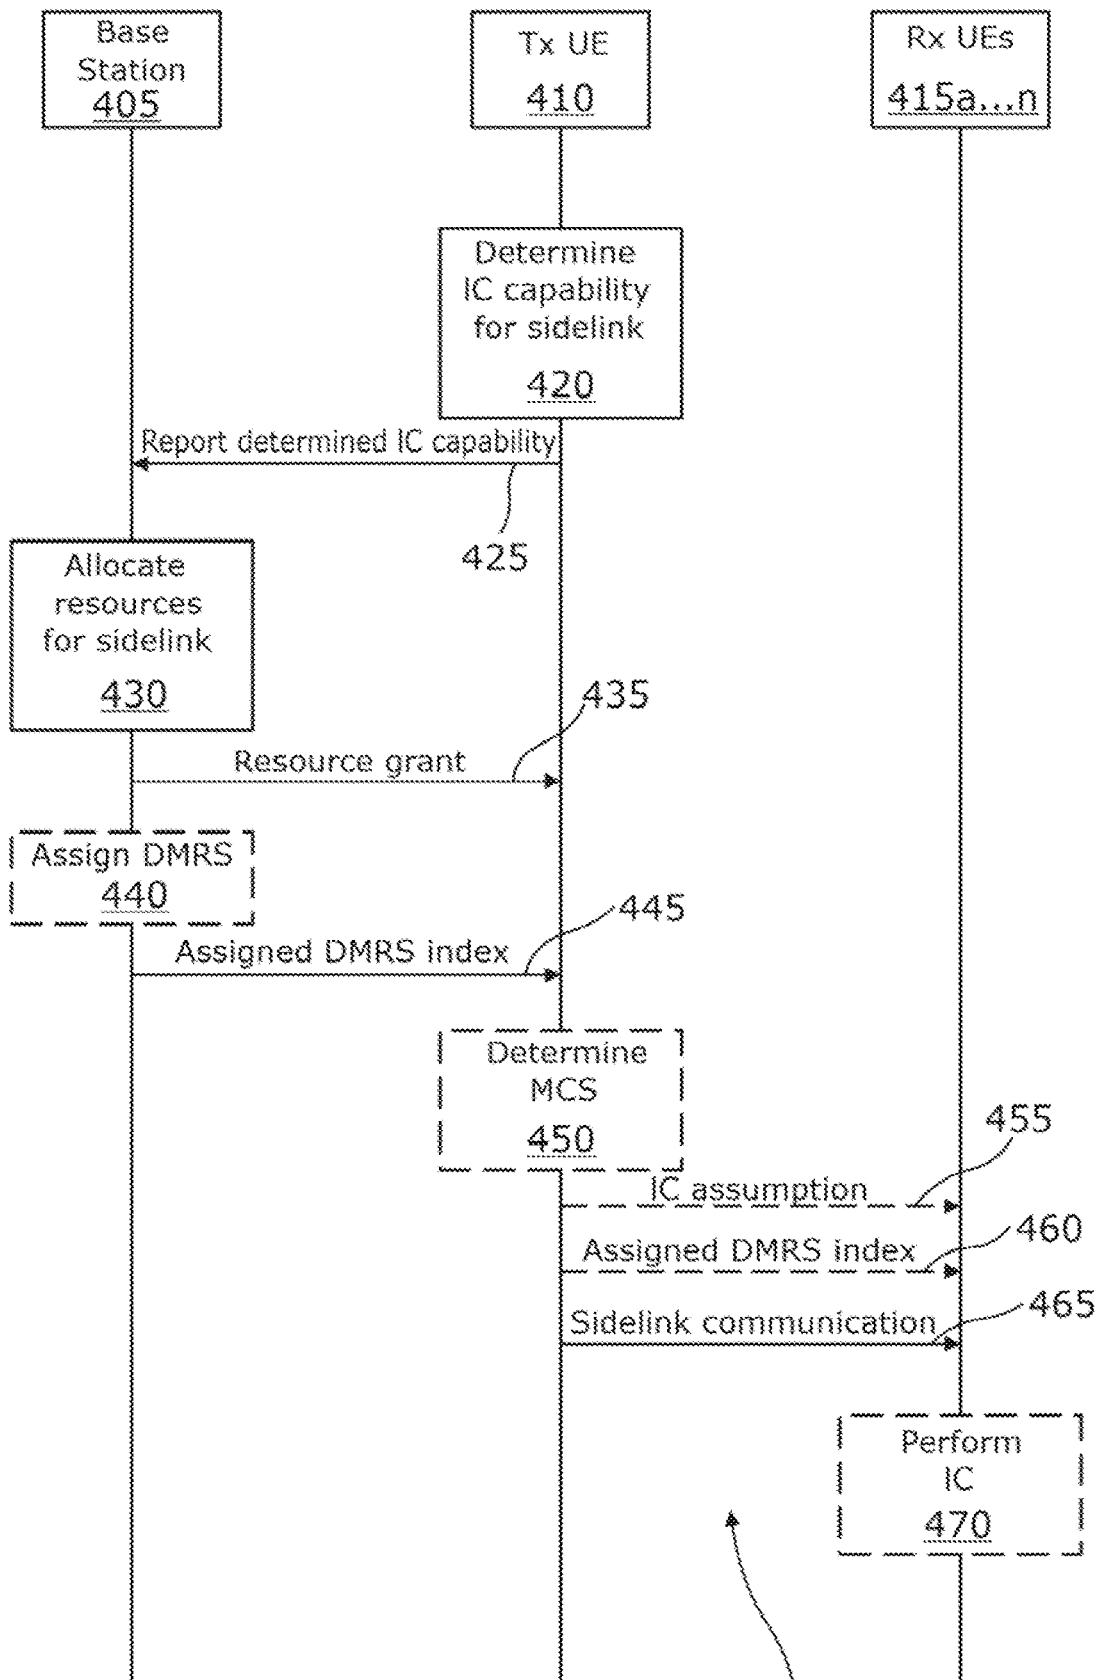 Base
Station
405
Tx UE
410
Rx UEs
415a...n
Determine
IC capability
for sidelink
420
Report determined IC capability
425
Allocate
resources
for sidelink
430
435
Resource grant
Assign DMRS
440
445
Assigned DMRS index
Determine
MCS
450
455
IC assumption
460
Assigned DMRS index
465
Sidelink communication
Perform
IC
470